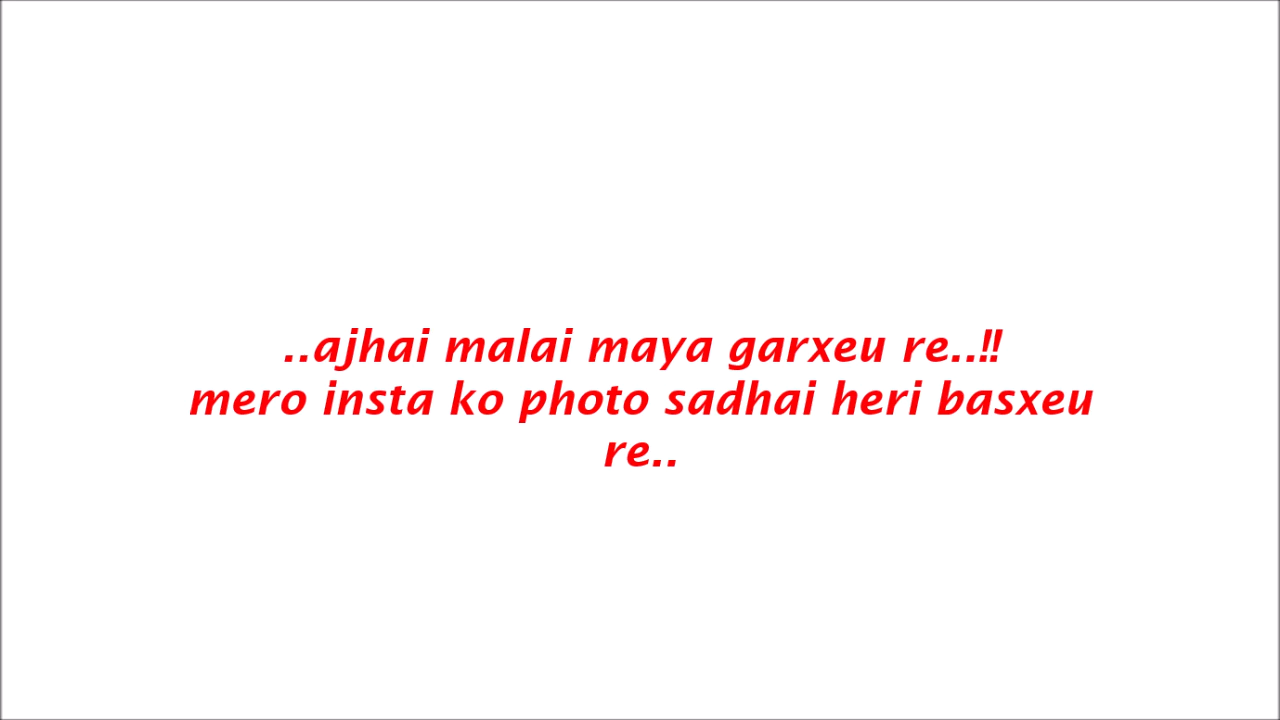 ..ajhai malai maya garxeu re..!!
mero insta ko photo sadhai heri basxeu
re..